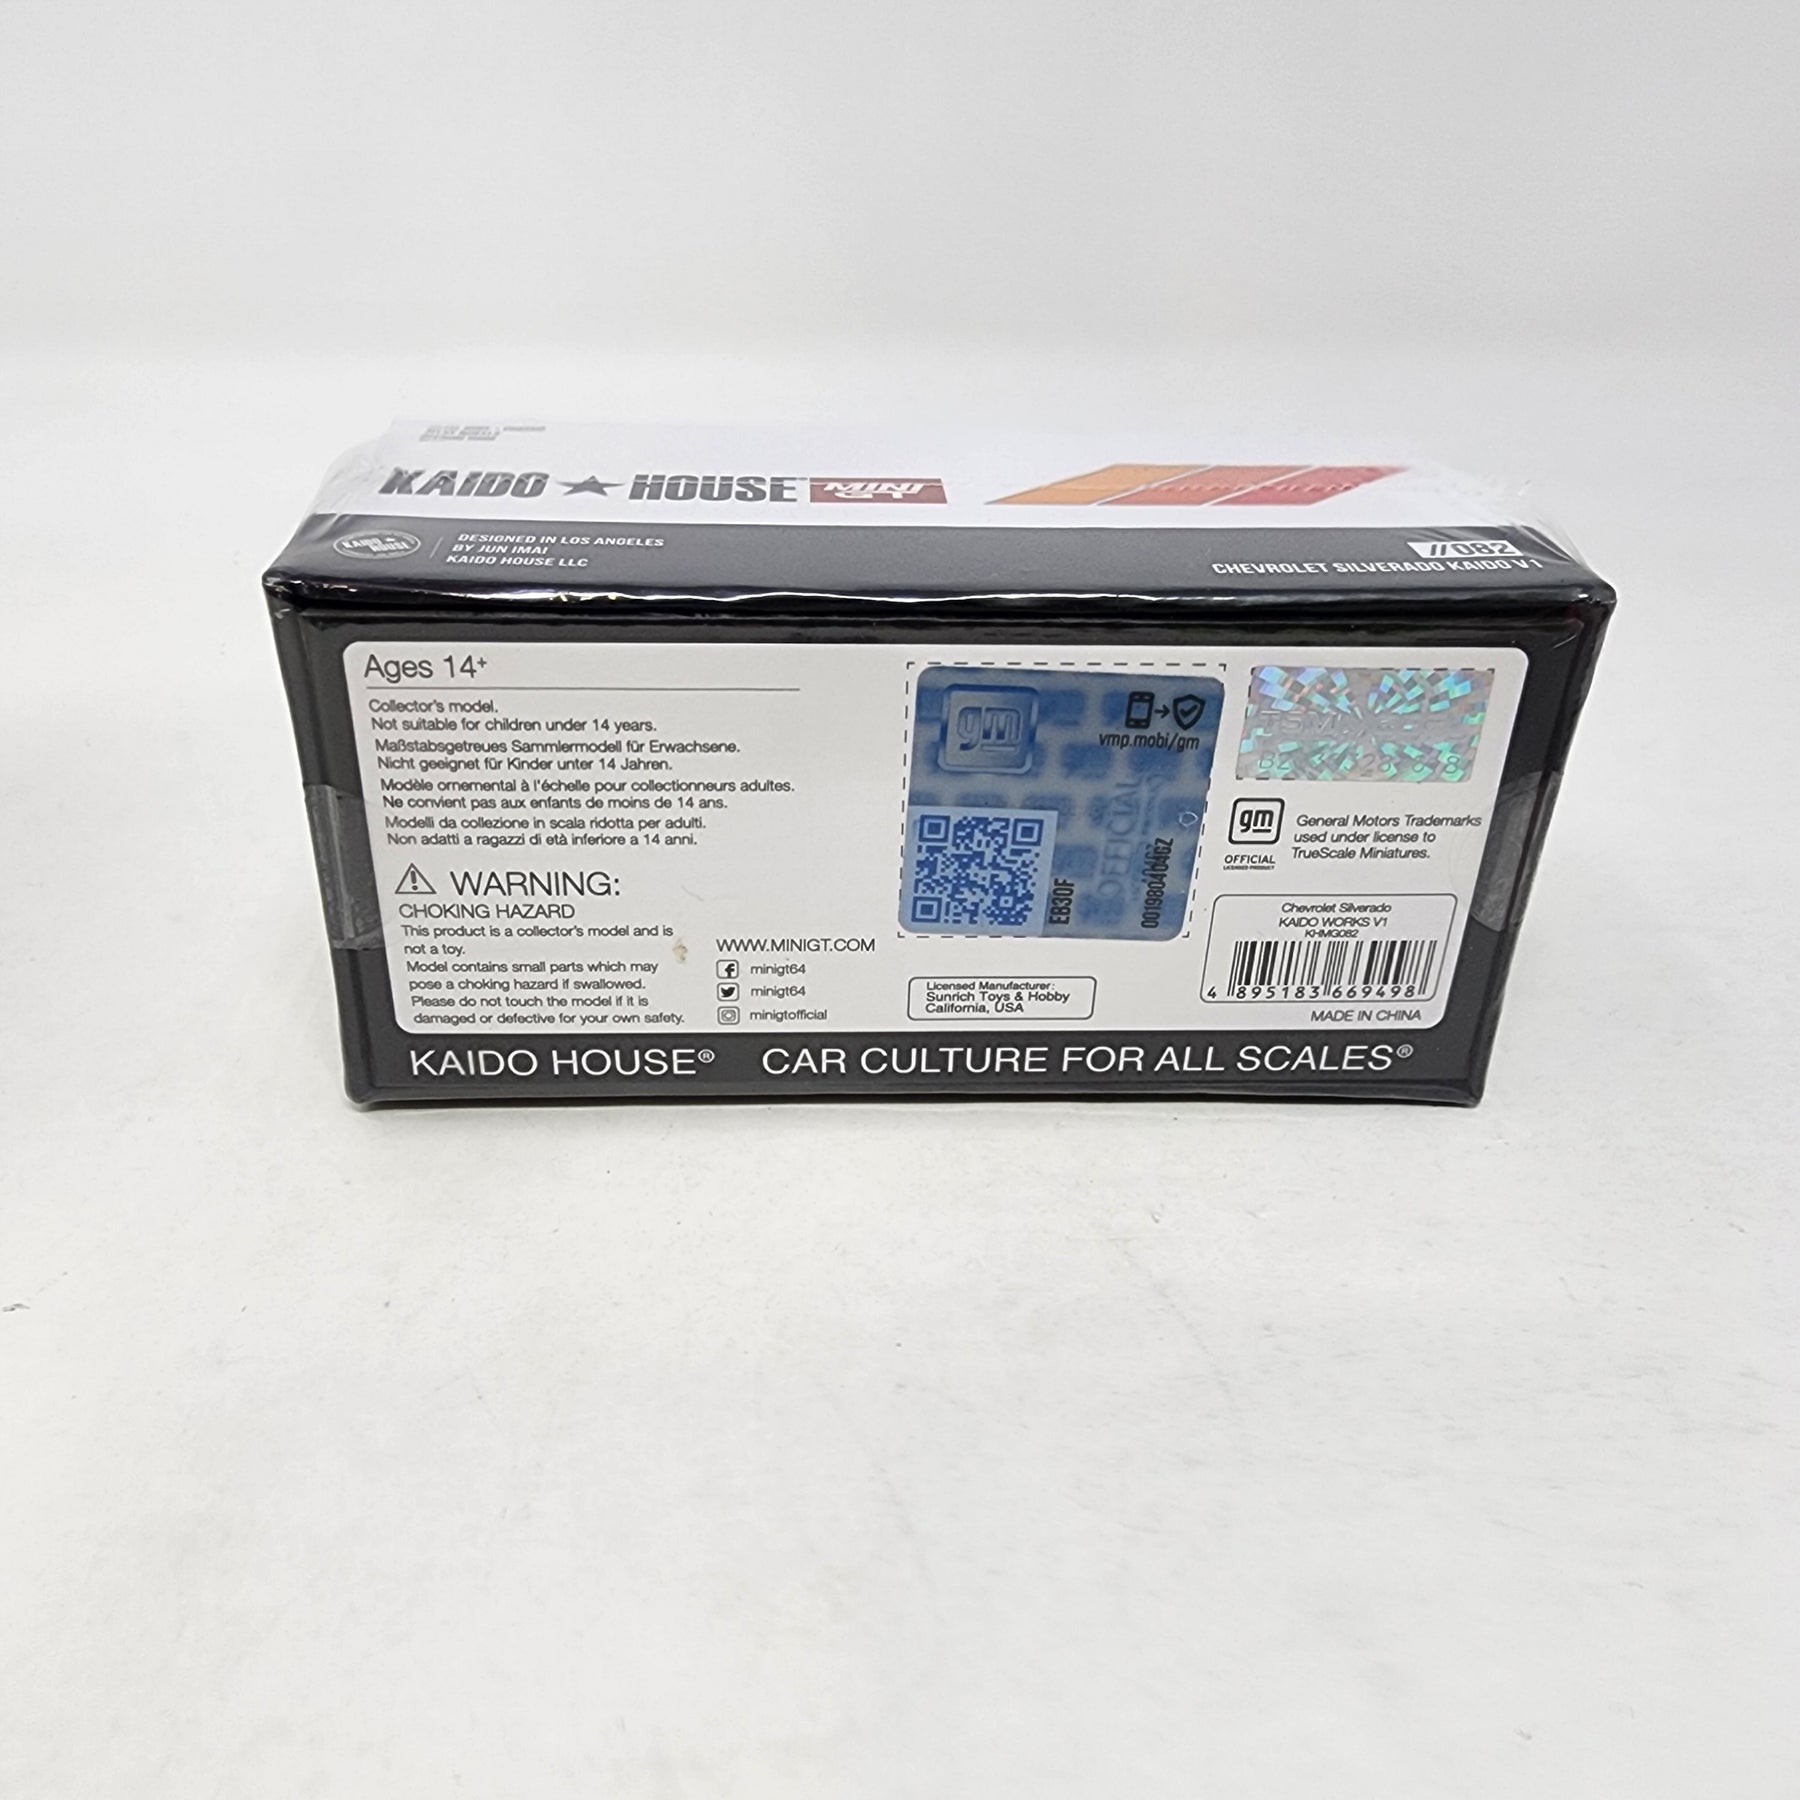 KAIDO★HOUSE MINI GT
KAIDO★HOUSE
DESIGNED IN LOS ANGELES
BY JUN IMAI
KAIDO HOUSE LLC
//082
CHEVROLET SILVERADO KAIDO V1
Ages 14+
Collector's model.
Not suitable for children under 14 years.
Maßstabsgetreues Sammlermodell für Erwachsene.
Nicht geeignet für Kinder unter 14 Jahren.
Modèle ornemental à l'échelle pour collectionneurs adultes.
Ne convient pas aux enfants de moins de 14 ans.
Modelli da collezione in scala ridotta per adulti.
Non adatti a ragazzi di età inferiore a 14 anni.
WARNING:
CHOKING HAZARD
This product is a collector's model and is
not a toy.
Model contains small parts which may
pose a choking hazard if swallowed.
Please do not touch the model if it is
damaged or defective for your own safety.
WWW.MINIGT.COM
minigt64
minigt64
minigtofficial
gm
vmp.mobi/gm
OFFICIAL
EB30F
Licensed Manufacturer:
Sunrich Toys & Hobby
California, USA
gm
OFFICIAL
LICENSED PRODUCT
General Motors Trademarks
used under license to
TrueScale Miniatures.
Chevrolet Silverado
KAIDO WORKS V1
KHMG082
4 895183 669498
MADE IN CHINA
KAIDO HOUSE® CAR CULTURE FOR ALL SCALES®